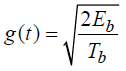 g(t) = √(2E_b / T_b)